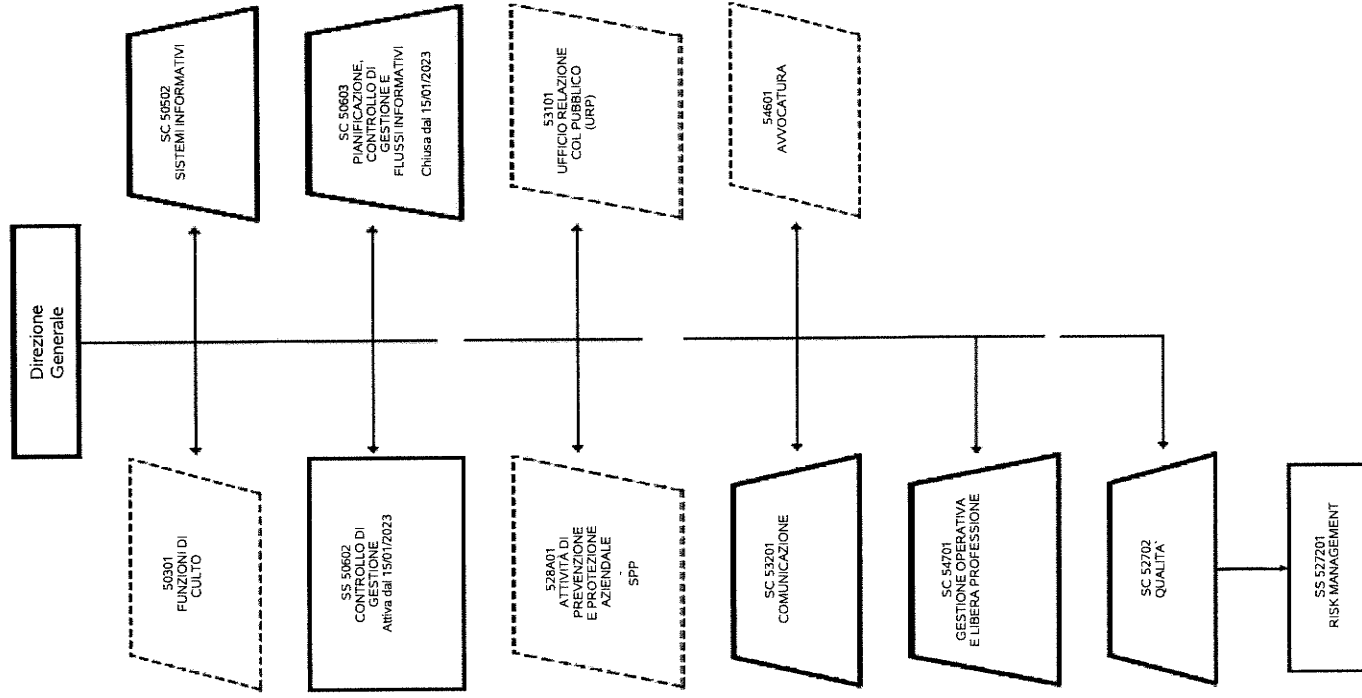 Direzione
Generale
50301
FUNZIONI DI
CULTO
SC 50502
SISTEMI INFORMATIVI
SS 50602
CONTROLLO DI
GESTIONE
Attiva dal 15/01/2023
SC 50603
PIANIFICAZIONE,
CONTROLLO DI
GESTIONE E
FLUSSI INFORMATIVI
Chiusa dal 15/01/2023
528A01
ATTIVITÀ DI
PREVENZIONE
E PROTEZIONE
AZIENDALE
-
SPP
53101
UFFICIO RELAZIONE
COL PUBBLICO
(URP)
SC 53201
COMUNICAZIONE
54601
AVVOCATURA
SC 54701
GESTIONE OPERATIVA
E LIBERA PROFESSIONE
SC 52702
QUALITA'
SS 527201
RISK MANAGEMENT